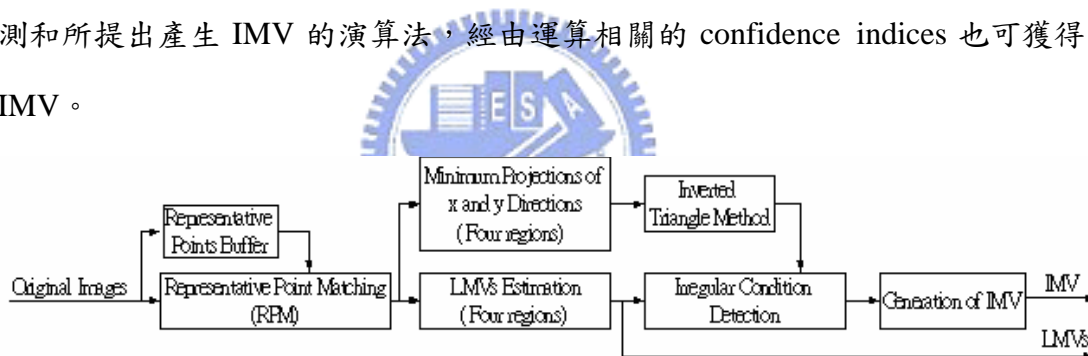 測和所提出產生 IMV 的演算法，經由運算相關的 confidence indices 也可獲得
IMV。
ESA
Minimum Projections of
x and y Directions
(Four regions)
Inverted
Triangle Method
Representative
Points Buffer
Original Images
Representative Point Matching
(RPM)
LMVs Estimation
(Four regions)
Irregular Condition
Detection
Generation of IMV
IMV
LMVs